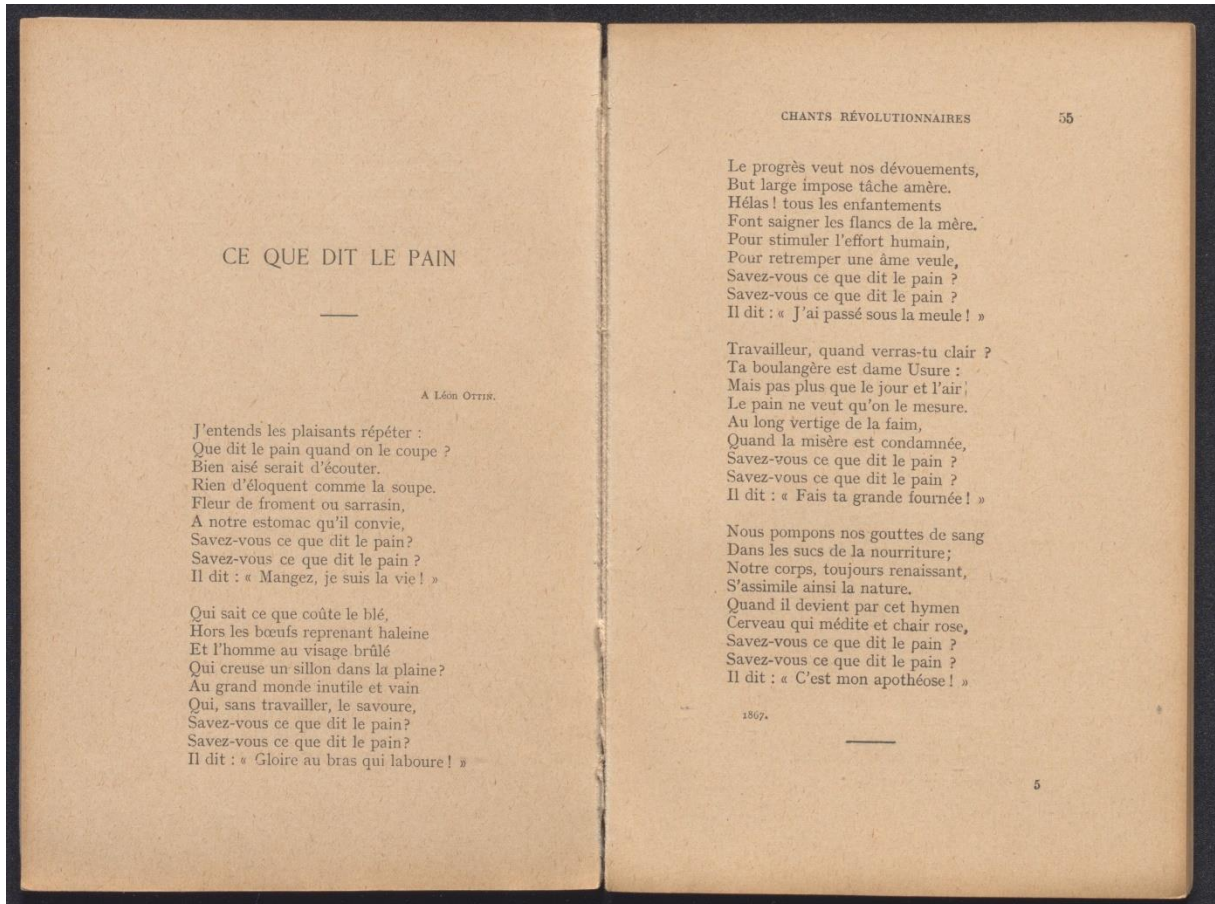 CE QUE DIT LE PAIN
A Léon OTTIN.
J'entends les plaisants répéter :
Que dit le pain quand on le coupe ?
Bien aisé serait d'écouter.
Rien d'éloquent comme la soupe.
Fleur de froment ou sarrasin,
A notre estomac qu'il convie,
Savez-vous ce que dit le pain?
Savez-vous ce que dit le pain ?
Il dit : « Mangez, je suis la vie ! »
Qui sait ce que coûte le blé,
Hors les bœufs reprenant haleine
Et l'homme au visage brûlé
Qui creuse un sillon dans la plaine?
Au grand monde inutile et vain
Qui, sans travailler, le savoure,
Savez-vous ce que dit le pain?
Savez-vous ce que dit le pain?
Il dit : « Gloire au bras qui laboure ! »
CHANTS RÉVOLUTIONNAIRES 55
Le progrès veut nos dévouements,
But large impose tâche amère.
Hélas ! tous les enfantements
Font saigner les flancs de la mère.
Pour stimuler l'effort humain,
Pour retremper une âme veule,
Savez-vous ce que dit le pain ?
Savez-vous ce que dit le pain ?
Il dit : « J'ai passé sous la meule ! »
Travailleur, quand verras-tu clair ?
Ta boulangère est dame Usure :
Mais pas plus que le jour et l'air
Le pain ne veut qu'on le mesure.
Au long vertige de la faim,
Quand la misère est condamnée,
Savez-vous ce que dit le pain ?
Savez-vous ce que dit le pain ?
Il dit : « Fais ta grande fournée ! »
Nous pompons nos gouttes de sang
Dans les sucs de la nourriture;
Notre corps, toujours renaissant,
S'assimile ainsi la nature.
Quand il devient par cet hymen
Cerveau qui médite et chair rose,
Savez-vous ce que dit le pain ?
Savez-vous ce que dit le pain ?
Il dit : « C'est mon apothéose ! »
1867.
5